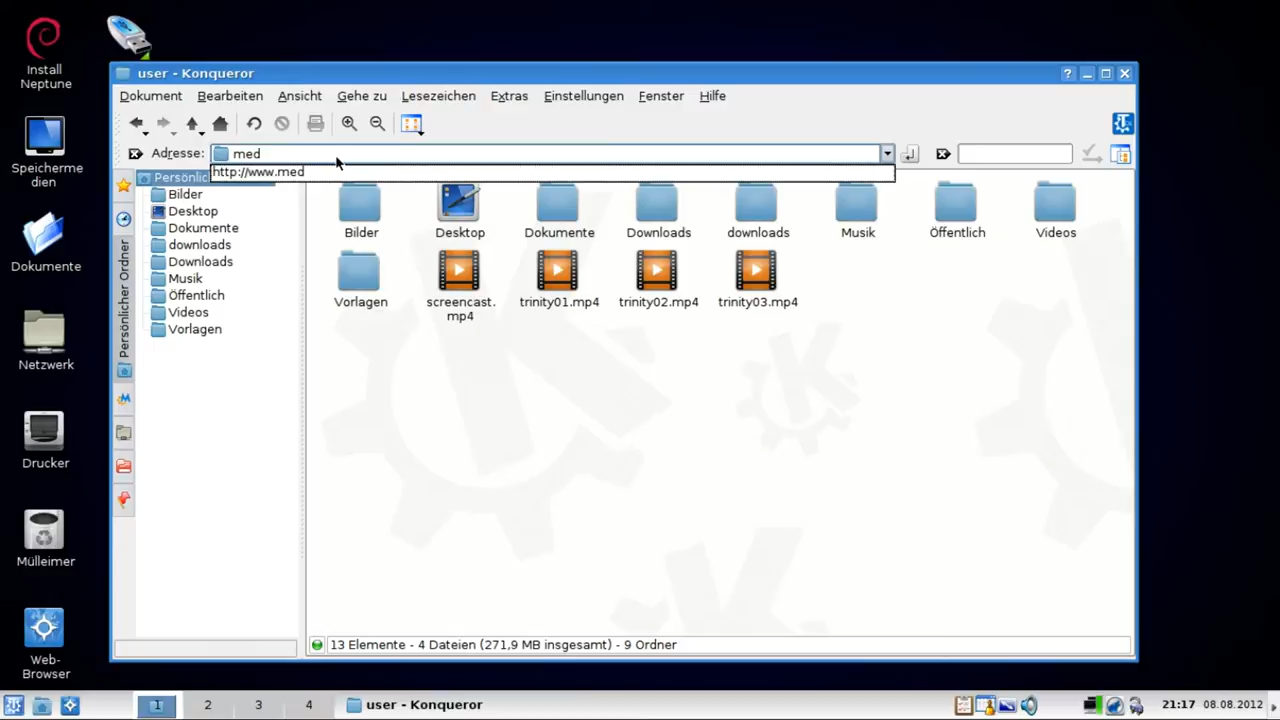 Install
Neptune
Speicherme
dien
Dokumente
Netzwerk
Drucker
Mülleimer
Web-
Browser
user - Konqueror
Dokument Bearbeiten Ansicht Gehe zu Lesezeichen Extras Einstellungen Fenster Hilfe
Adresse: med
http://www.med
Persönlicher Ordner
Persönlic
Bilder
Desktop
Dokumente
downloads
Downloads
Musik
Öffentlich
Videos
Vorlagen
Bilder Desktop Dokumente Downloads downloads Musik Öffentlich Videos
Vorlagen screencast. trinity01.mp4 trinity02.mp4 trinity03.mp4
mp4
13 Elemente - 4 Dateien (271,9 MB insgesamt) - 9 Ordner
1 2 3 4 user - Konqueror 21:17 08.08.2012